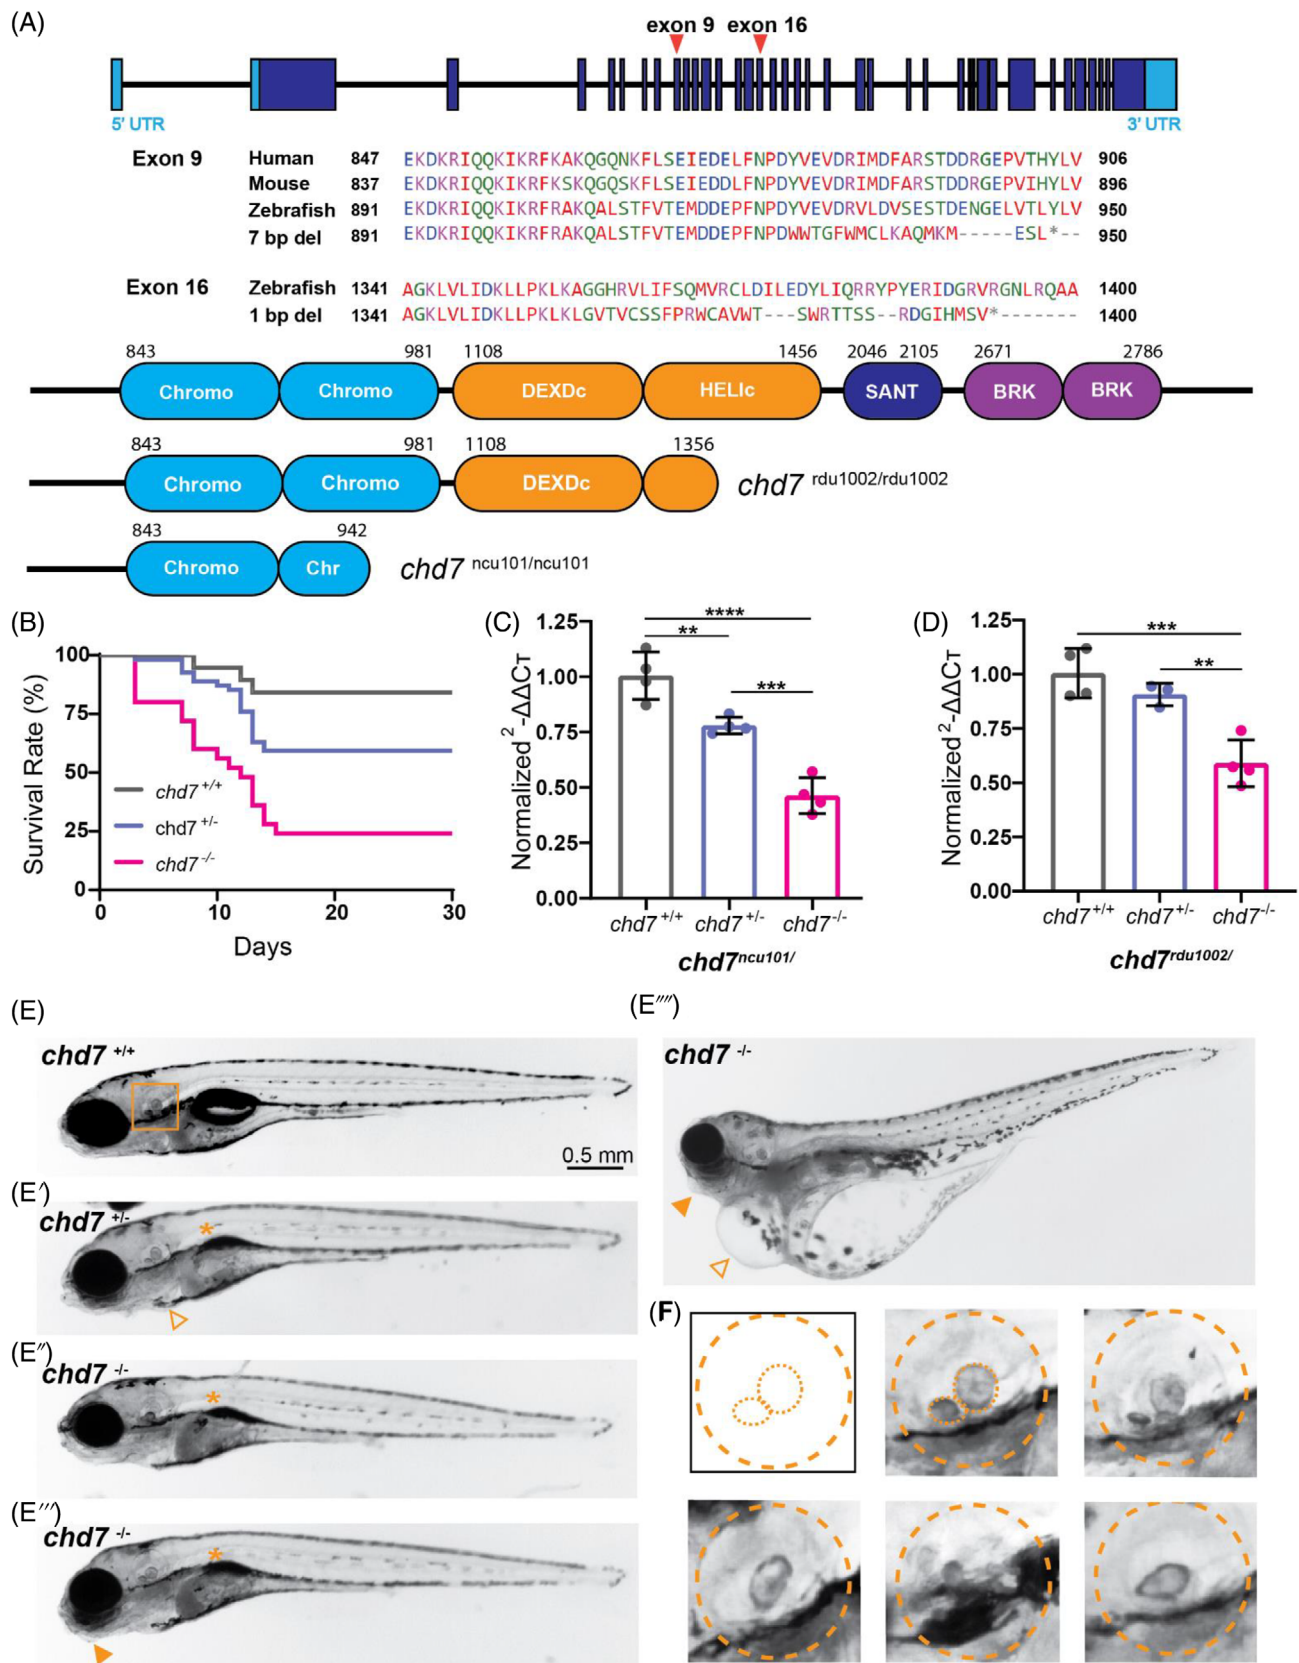 (A)
exon 9 exon 16
5' UTR 3' UTR
Exon 9 Human 847 EKDKRIQQKIKRFKAKQGQNKFLSEIEDELFNPDYVEVDRIMDFARSTDDRGEPVTHYLV 906
Mouse 837 EKDKRIQQKIKRFKSKQGQSKFLSEIEDDLFNPDYVEVDRIMDFARSTDDRGEPVIHYLV 896
Zebrafish 891 EKDKRIQQKIKRFRAKQALSTFVTEMDDEPFNPDYVEVDRVLDVSESTDENGELVTLYLV 950
7 bp del 891 EKDKRIQQKIKRFRAKQALSTFVTEMDDEPFNPDWWTGFWMCLKAQMKM-----ESL*-- 950
Exon 16 Zebrafish 1341 AGKLVLIDKLLPKLKAGGHRVLIFSQMVRCLDILEDYLIQRRYPYERIDGRVRGNLRQAA 1400
1 bp del 1341 AGKLVLIDKLLPKLKLGVTVCSSFPRWCAVWT---SWRTTSS--RDGIHMSV*------- 1400
843 981 1108 1456 2046 2105 2671 2786
Chromo Chromo DEXDc HELIc SANT BRK BRK
843 981 1108 1356
Chromo Chromo DEXDc chd7 rdu1002/rdu1002
843 942
Chromo Chr chd7 ncu101/ncu101
(B)
Survival Rate (%)
100
75
50
25
0
chd7 +/+
chd7 +/-
chd7 -/-
0 10 20 30
Days
(C)
Normalized 2 -ΔΔCT
1.25
1.00
0.75
0.50
0.25
0.00
****
**
***
chd7 +/+ chd7 +/- chd7 -/-
chd7 ncu101/
(D)
Normalized 2 -ΔΔCT
1.25
1.00
0.75
0.50
0.25
0.00
***
**
chd7 +/+ chd7 +/- chd7 -/-
chd7 rdu1002/
(E)
chd7 +/+
0.5 mm
(E′)
chd7 +/-
*
(E″)
chd7 -/-
*
(E‴)
chd7 -/-
*
(E⁗)
chd7 -/-
(F)